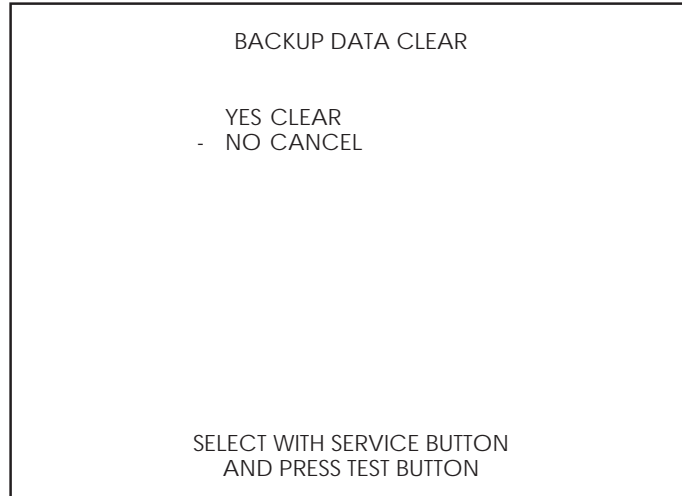 BACKUP DATA CLEAR
YES CLEAR
- NO CANCEL
SELECT WITH SERVICE BUTTON
AND PRESS TEST BUTTON